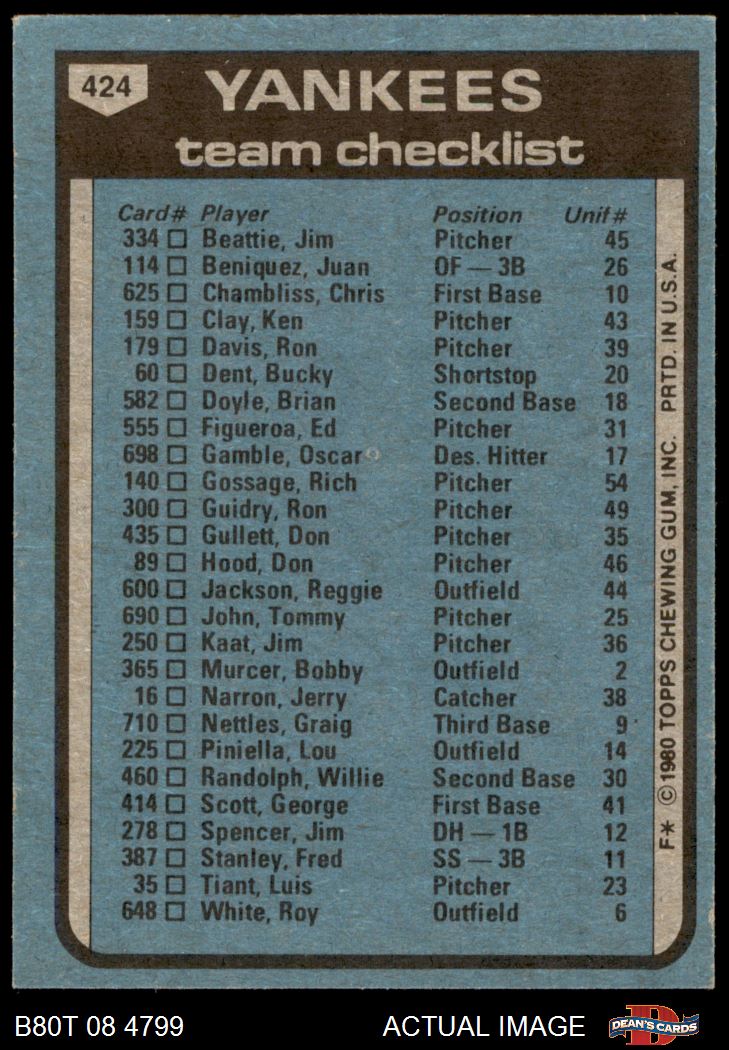 424
YANKEES
team checklist
Card# Player Position Unif#
334 Beattie, Jim Pitcher 45
114 Beniquez, Juan OF — 3B 26
625 Chambliss, Chris First Base 10
159 Clay, Ken Pitcher 43
179 Davis, Ron Pitcher 39
60 Dent, Bucky Shortstop 20
582 Doyle, Brian Second Base 18
555 Figueroa, Ed Pitcher 31
698 Gamble, Oscar Des. Hitter 17
140 Gossage, Rich Pitcher 54
300 Guidry, Ron Pitcher 49
435 Gullett, Don Pitcher 35
89 Hood, Don Pitcher 46
600 Jackson, Reggie Outfield 44
690 John, Tommy Pitcher 25
250 Kaat, Jim Pitcher 36
365 Murcer, Bobby Outfield 2
16 Narron, Jerry Catcher 38
710 Nettles, Graig Third Base 9
225 Piniella, Lou Outfield 14
460 Randolph, Willie Second Base 30
414 Scott, George First Base 41
278 Spencer, Jim DH — 1B 12
387 Stanley, Fred SS — 3B 11
35 Tiant, Luis Pitcher 23
648 White, Roy Outfield 6
F* © 1980 TOPPS CHEWING GUM, INC. PRTD. IN U.S.A.
B80T 08 4799 ACTUAL IMAGE
D
DEAN'S CARDS